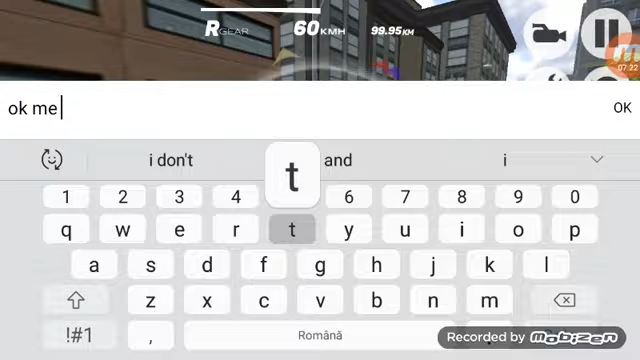 R GEAR 60 KMH 99.95 KM
07:22
ok me OK
i don't and i
t
1 2 3 4 6 7 8 9 0
q w e r t y u i o p
a s d f g h j k l
z x c v b n m
!#1 , Română
Recorded by mobizen